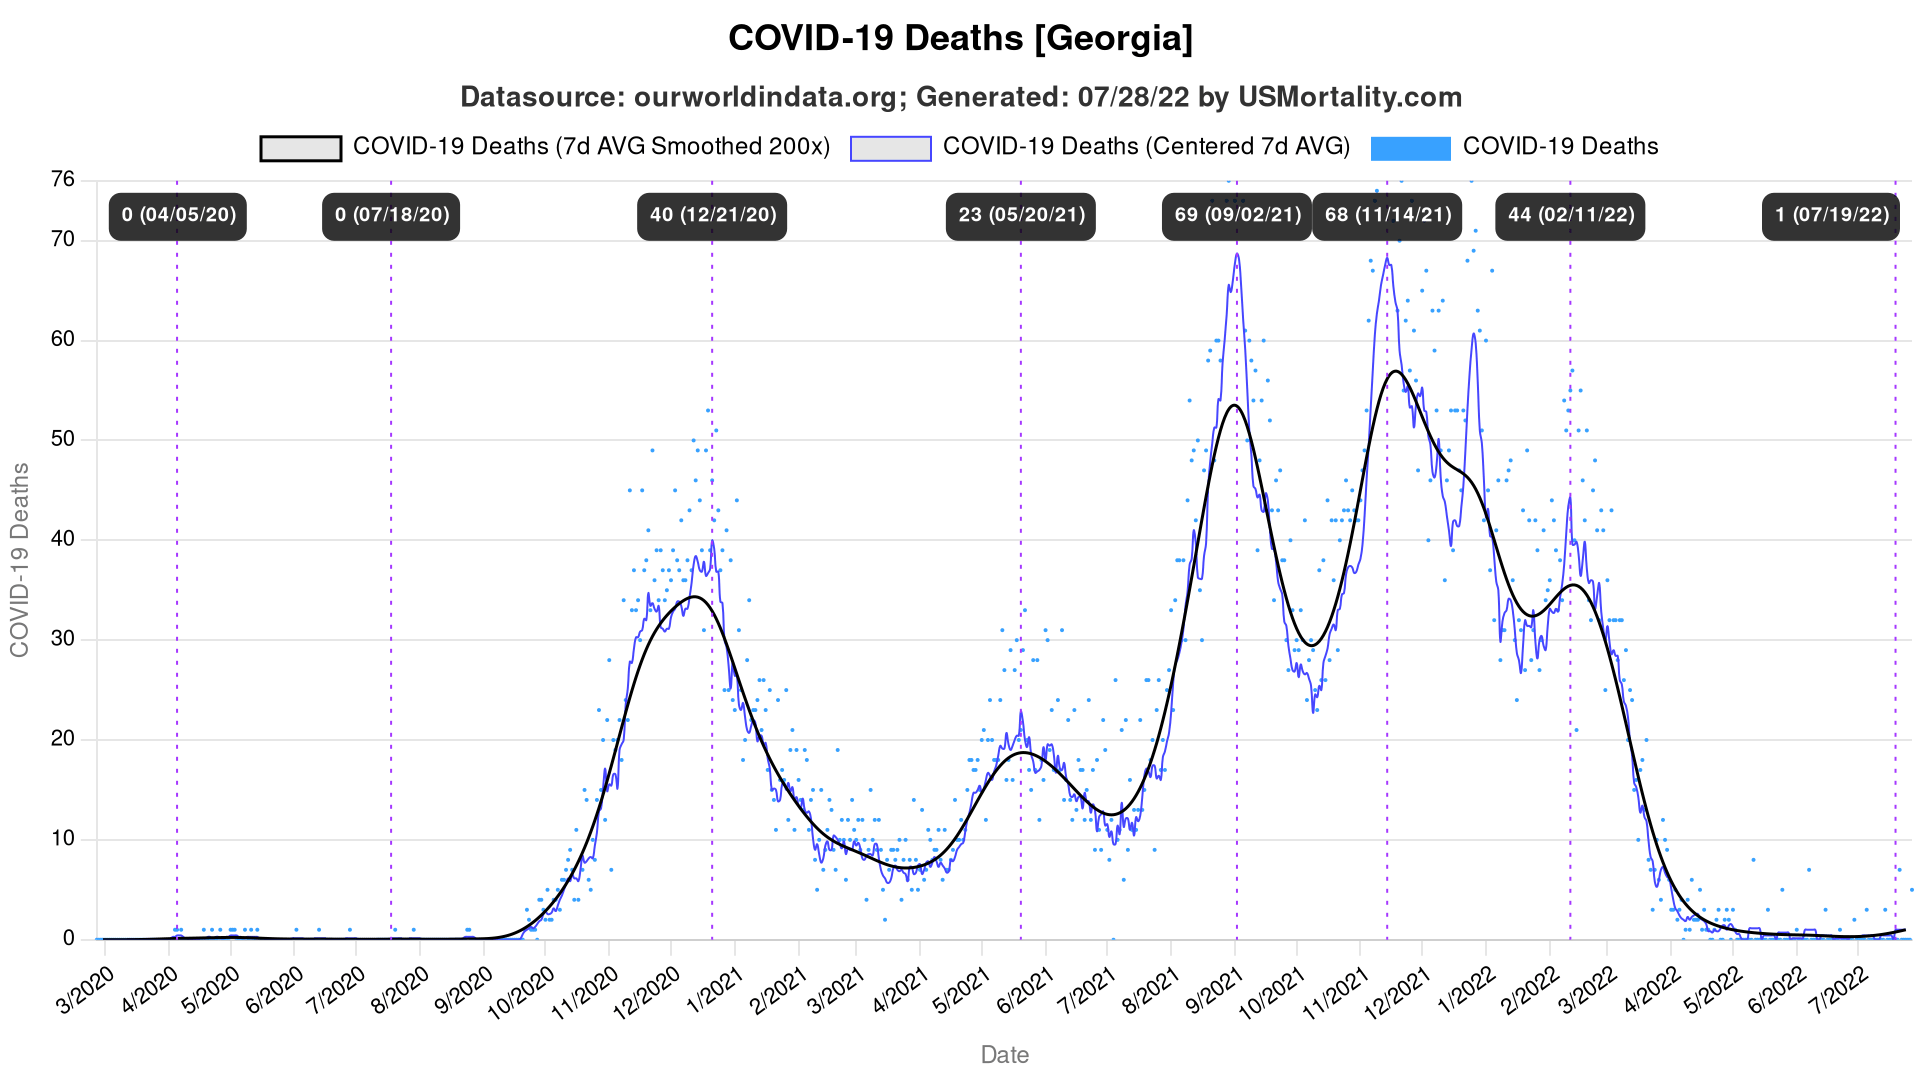 COVID-19 Deaths [Georgia]
Datasource: ourworldindata.org; Generated: 07/28/22 by USMortality.com
COVID-19 Deaths (7d AVG Smoothed 200x) COVID-19 Deaths (Centered 7d AVG) COVID-19 Deaths
76
0 (04/05/20) 0 (07/18/20) 40 (12/21/20) 23 (05/20/21) 69 (09/02/21) 68 (11/14/21) 44 (02/11/22) 1 (07/19/22)
70
60
50
40
30
20
10
0
COVID-19 Deaths
3/2020 4/2020 5/2020 6/2020 7/2020 8/2020 9/2020 10/2020 11/2020 12/2020 1/2021 2/2021 3/2021 4/2021 5/2021 6/2021 7/2021 8/2021 9/2021 10/2021 11/2021 12/2021 1/2022 2/2022 3/2022 4/2022 5/2022 6/2022 7/2022
Date